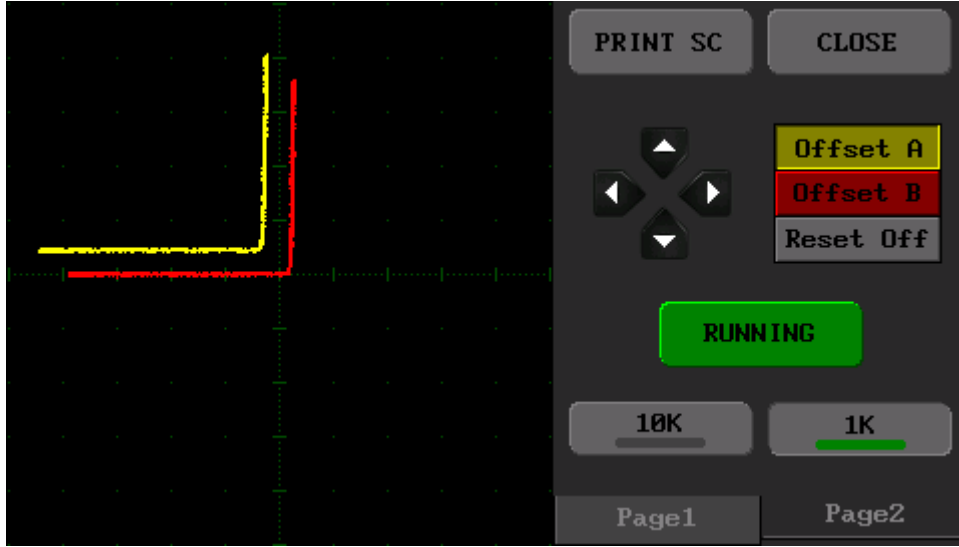 PRINT SC
CLOSE
Offset A
Offset B
Reset Off
RUNNING
10K
1K
Page1
Page2